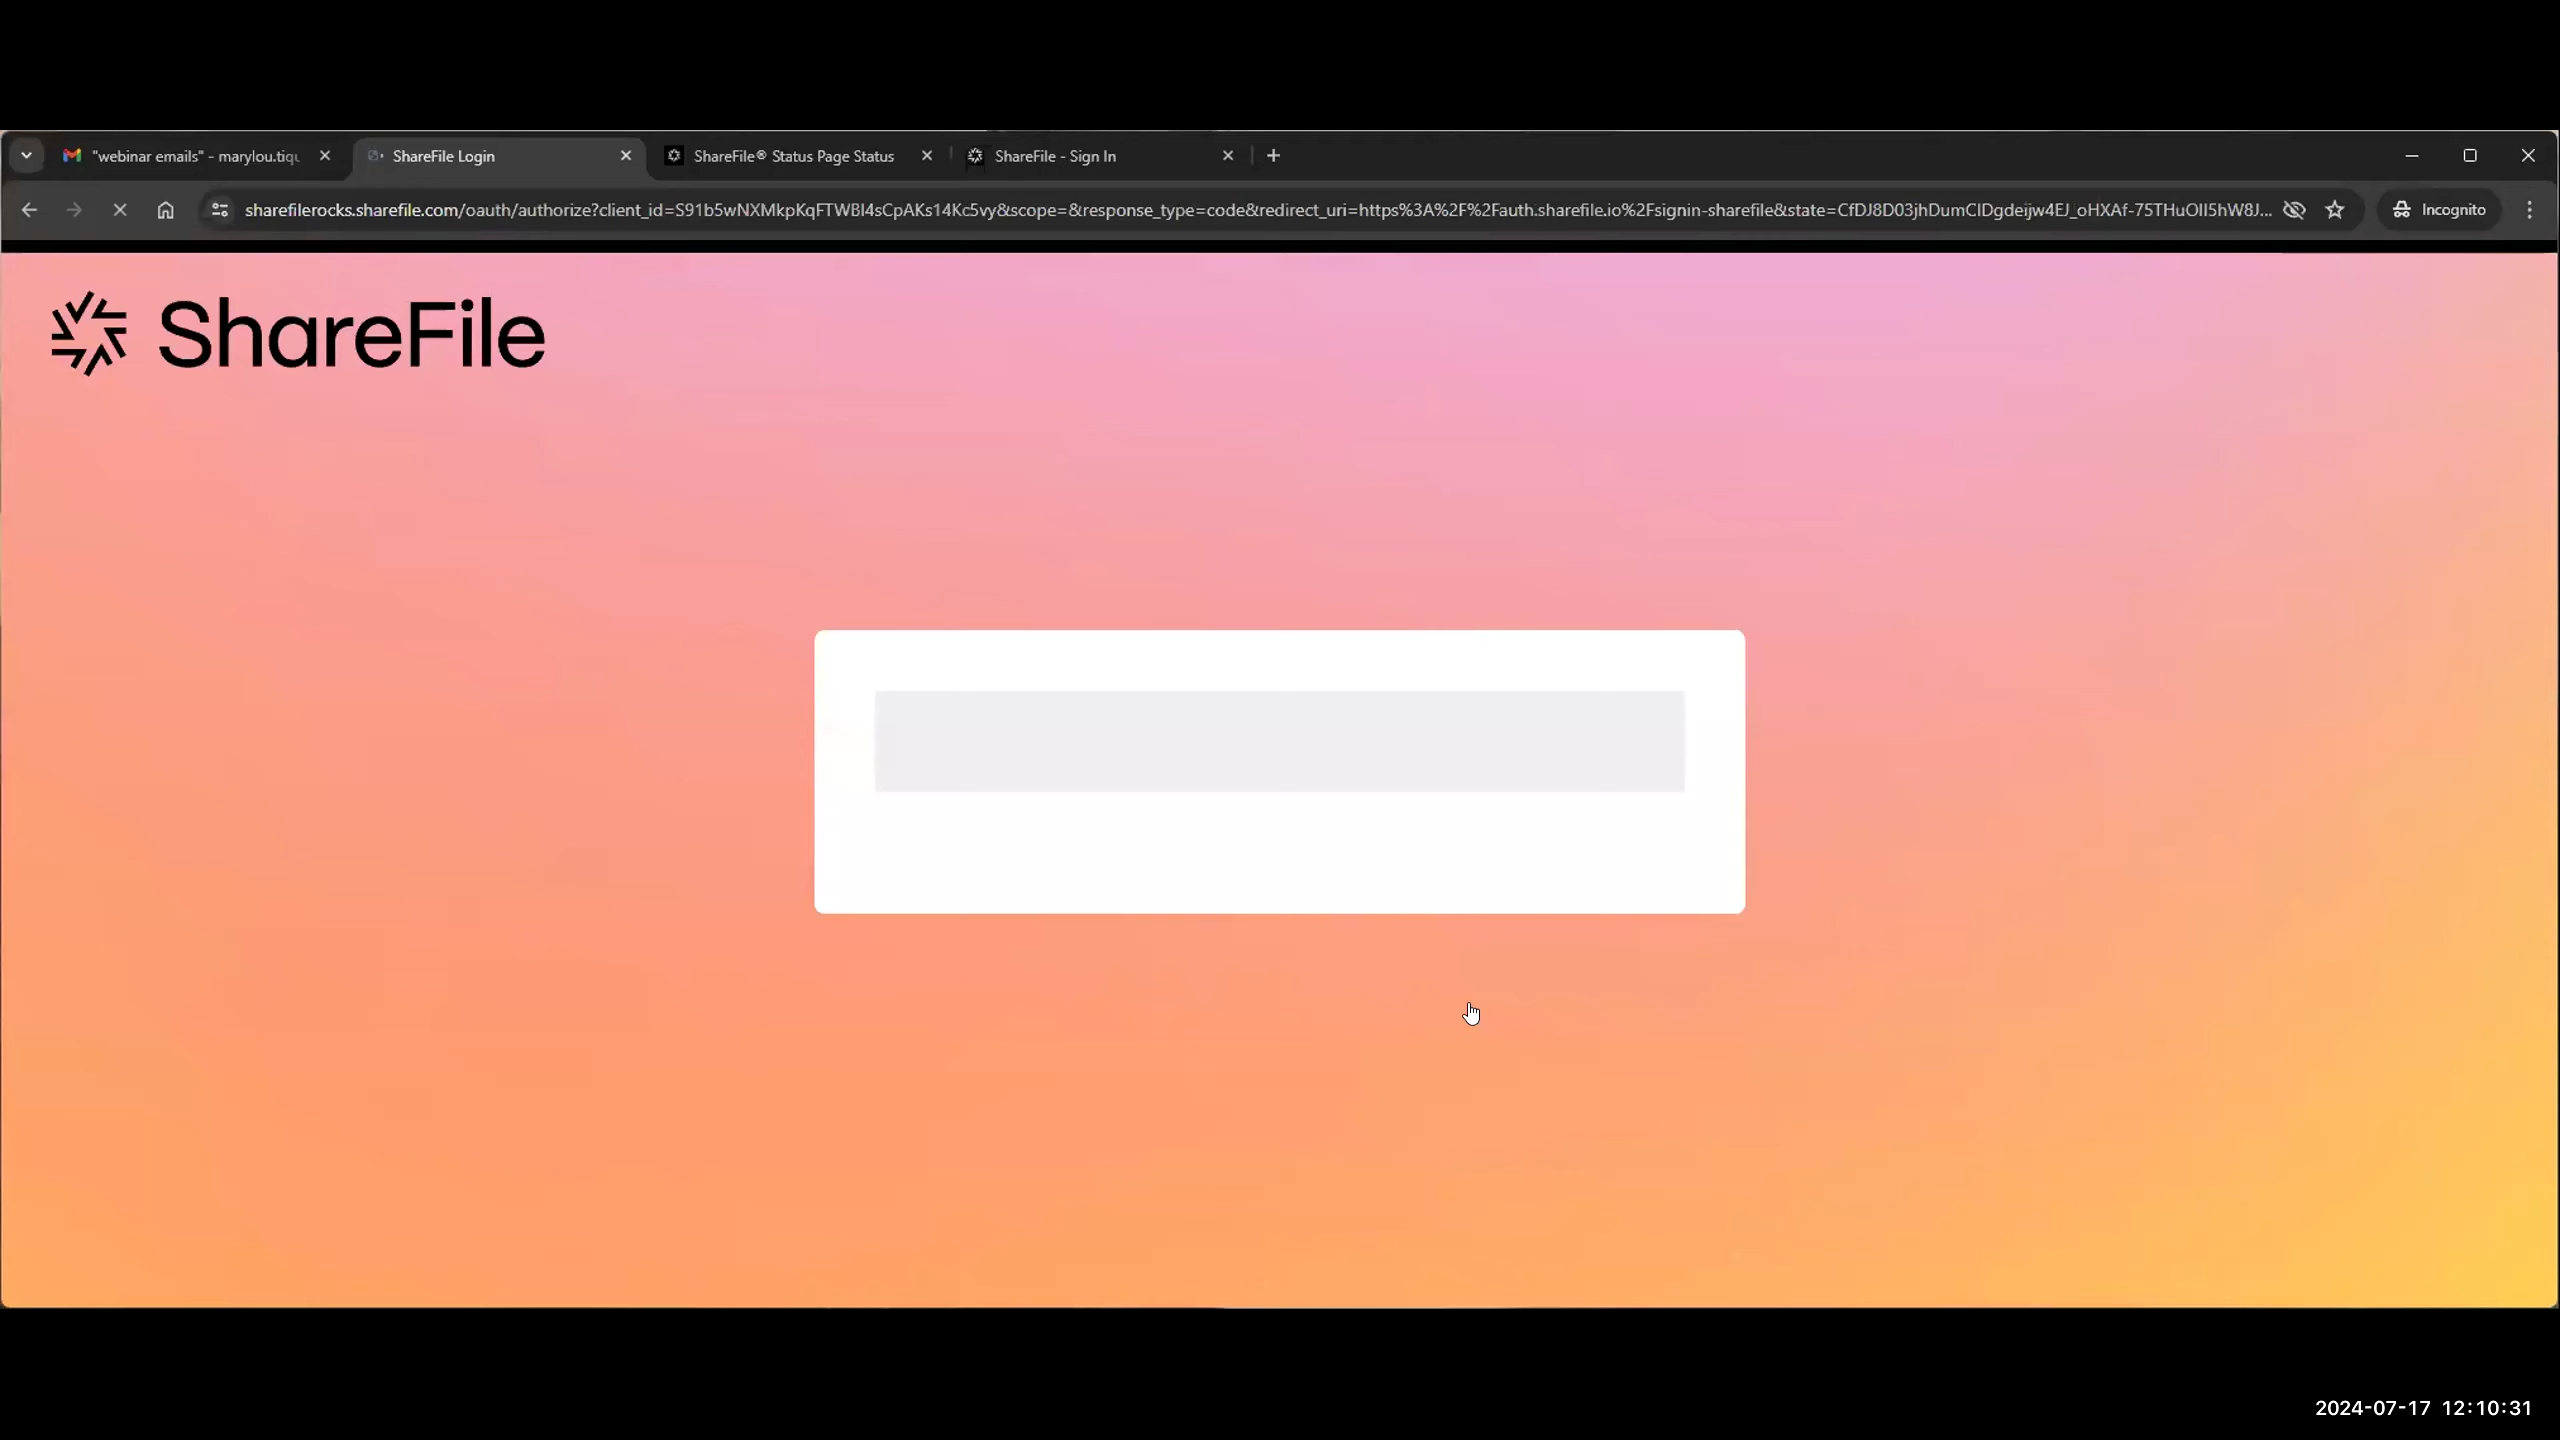 "webinar emails" - marylou.tiqu
ShareFile Login
ShareFile® Status Page Status
ShareFile - Sign In
sharefilerocks.sharefile.com/oauth/authorize?client_id=S91b5wNXMkpKqFTWBl4sCpAKs14Kc5vy&scope=&response_type=code&redirect_uri=https%3A%2F%2Fauth.sharefile.io%2Fsignin-sharefile&state=CfDJ8D03jhDumClDgdeijw4EJ_oHXAf-75THuOll5hW8J...
Incognito
ShareFile
2024-07-17 12:10:31